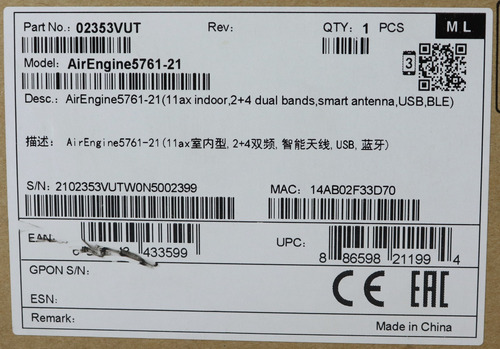 Part No.: 02353VUT Rev: QTY: 1 PCS M L
Model: AirEngine5761-21 3
Desc.: AirEngine5761-21(11ax indoor,2+4 dual bands,smart antenna,USB,BLE)
描述: AirEngine5761-21(11ax室内型, 2+4双频, 智能天线, USB, 蓝牙)
S/N: 2102353VUTW0N5002399 MAC: 14AB02F33D70
EAN: 433599 UPC: 8 86598 21199 4
GPON S/N: CE EAC
ESN:
Remark: Made in China